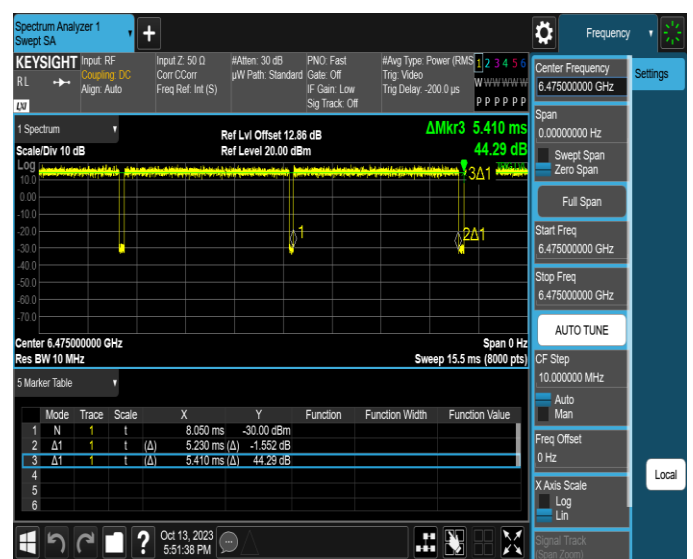 Spectrum Analyzer 1
Swept SA
Frequency
KEYSIGHT
RL
Input: RF
Coupling: DC
Align: Auto
Input Z: 50 Ω
Corr CCorr
Freq Ref: Int (S)
#Atten: 30 dB
µW Path: Standard
PNO: Fast
Gate: Off
IF Gain: Low
Sig Track: Off
#Avg Type: Power (RMS
Trig: Video
Trig Delay: -200.0 µs
1 2 3 4 5 6
W W W W W W
P P P P P P
LXI
1 Spectrum
Scale/Div 10 dB
Ref Lvl Offset 12.86 dB
Ref Level 20.00 dBm
ΔMkr3 5.410 ms
44.29 dB
Log
10.0
0.00
-10.0
-20.0
-30.0
-40.0
-50.0
-60.0
-70.0
1
2Δ1
3Δ1
Center 6.475000000 GHz
Res BW 10 MHz
Span 0 Hz
Sweep 15.5 ms (8000 pts)
5 Marker Table
Mode Trace Scale X Y Function Function Width Function Value
1 N 1 t 8.050 ms -30.00 dBm
2 Δ1 1 t (Δ) 5.230 ms (Δ) -1.552 dB
3 Δ1 1 t (Δ) 5.410 ms (Δ) 44.29 dB
4
5
6
Oct 13, 2023
5:51:38 PM
Center Frequency
6.475000000 GHz
Span
0.00000000 Hz
Swept Span
Zero Span
Full Span
Start Freq
6.475000000 GHz
Stop Freq
6.475000000 GHz
AUTO TUNE
CF Step
10.000000 MHz
Auto
Man
Freq Offset
0 Hz
X Axis Scale
Log
Lin
Signal Track
(Span Zoom)
Settings
Local